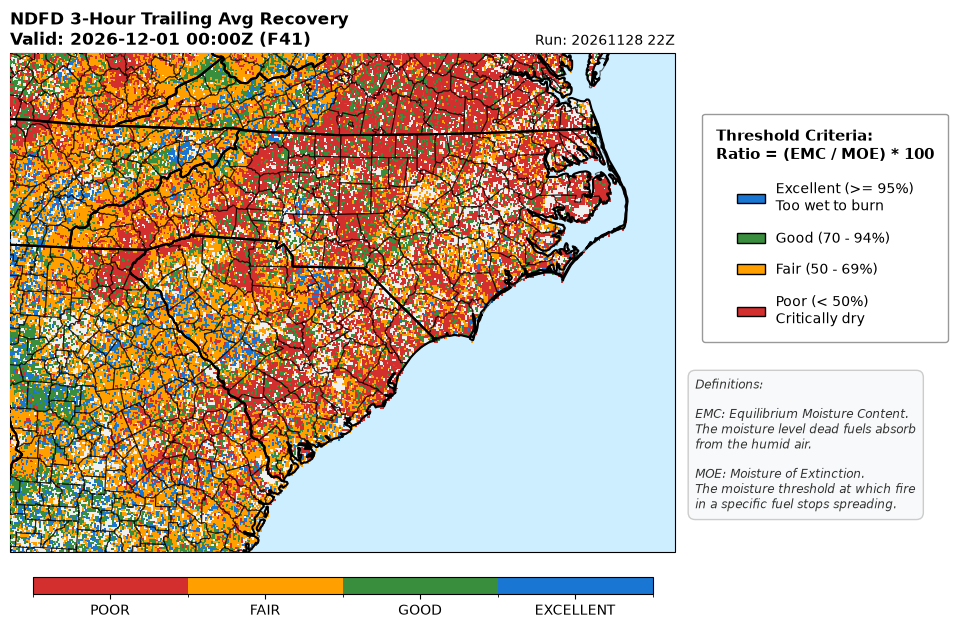 NDFD 3-Hour Trailing Avg Recovery
Valid: 2026-12-01 00:00Z (F41)
Run: 20261128 22Z
Threshold Criteria:
Ratio = (EMC / MOE) * 100
Excellent (>= 95%)
Too wet to burn
Good (70 - 94%)
Fair (50 - 69%)
Poor (< 50%)
Critically dry
Definitions:
EMC: Equilibrium Moisture Content.
The moisture level dead fuels absorb
from the humid air.
MOE: Moisture of Extinction.
The moisture threshold at which fire
in a specific fuel stops spreading.
POOR
FAIR
GOOD
EXCELLENT